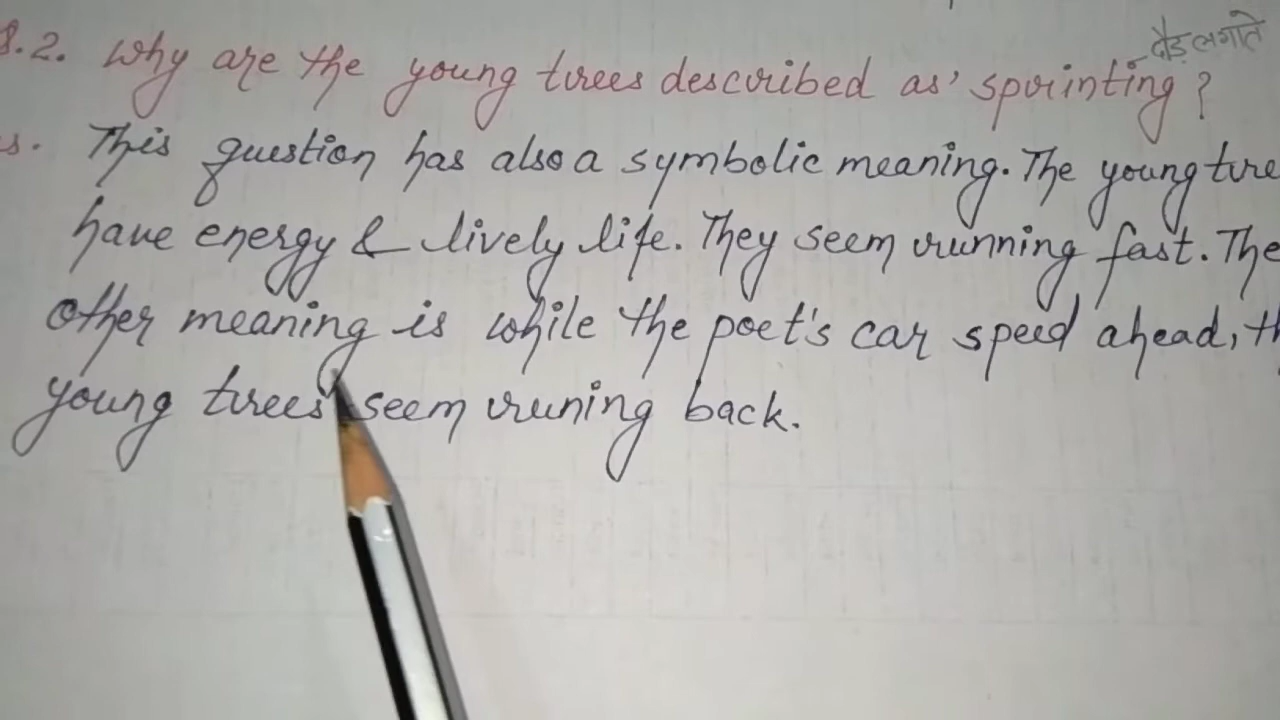 8.2. Why are the young trees described as 'sprinting?
दौड़ लगाते
s. This question has also a symbolic meaning. The young tree
have energy & lively life. They seem running fast. The
other meaning is while the poet's car speed ahead, th
young trees seem runing back.